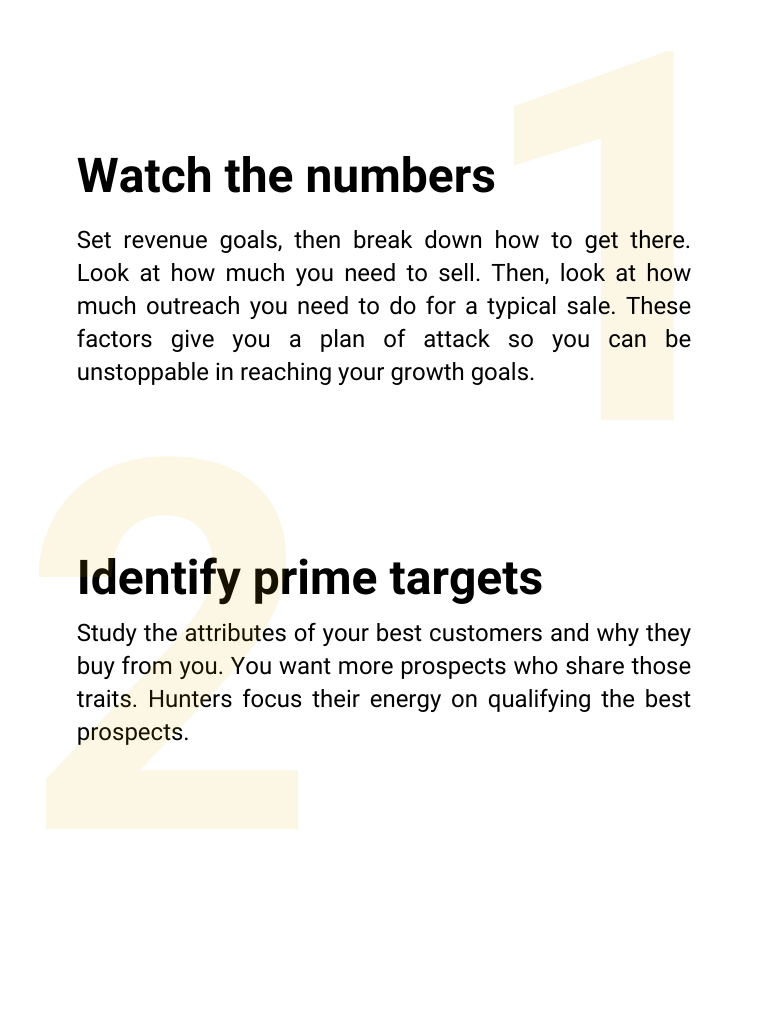 1
Watch the numbers
Set revenue goals, then break down how to get there.
Look at how much you need to sell. Then, look at how
much outreach you need to do for a typical sale. These
factors give you a plan of attack so you can be
unstoppable in reaching your growth goals.
2
Identify prime targets
Study the attributes of your best customers and why they
buy from you. You want more prospects who share those
traits. Hunters focus their energy on qualifying the best
prospects.